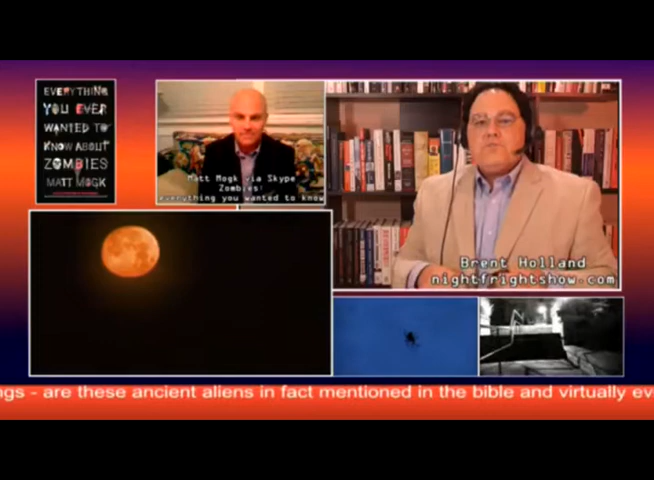 EVERYTHING
YOU EVER
WANTED TO
KNOW ABOUT
ZOMBIES
MATT MOGK
Matt Mogk via Skype
Zombies:
everything you wanted to know
Brent Holland
nightfrightshow.com
ngs - are these ancient aliens in fact mentioned in the bible and virtually ev